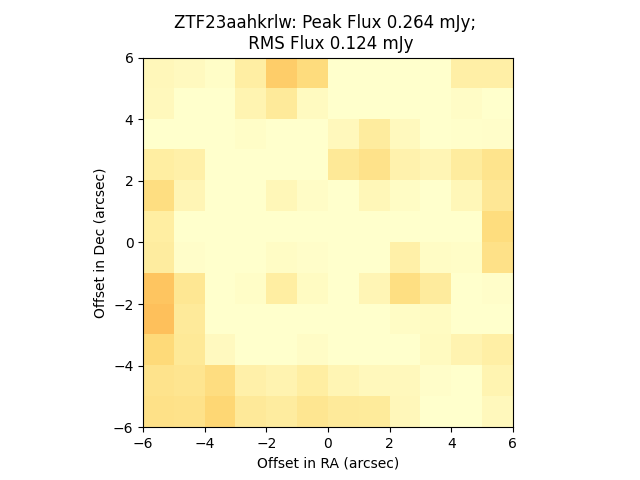 ZTF23aahkrlw: Peak Flux 0.264 mJy;
RMS Flux 0.124 mJy
6
4
2
0
−2
−4
−6
Offset in Dec (arcsec)
−6 −4 −2 0 2 4 6
Offset in RA (arcsec)